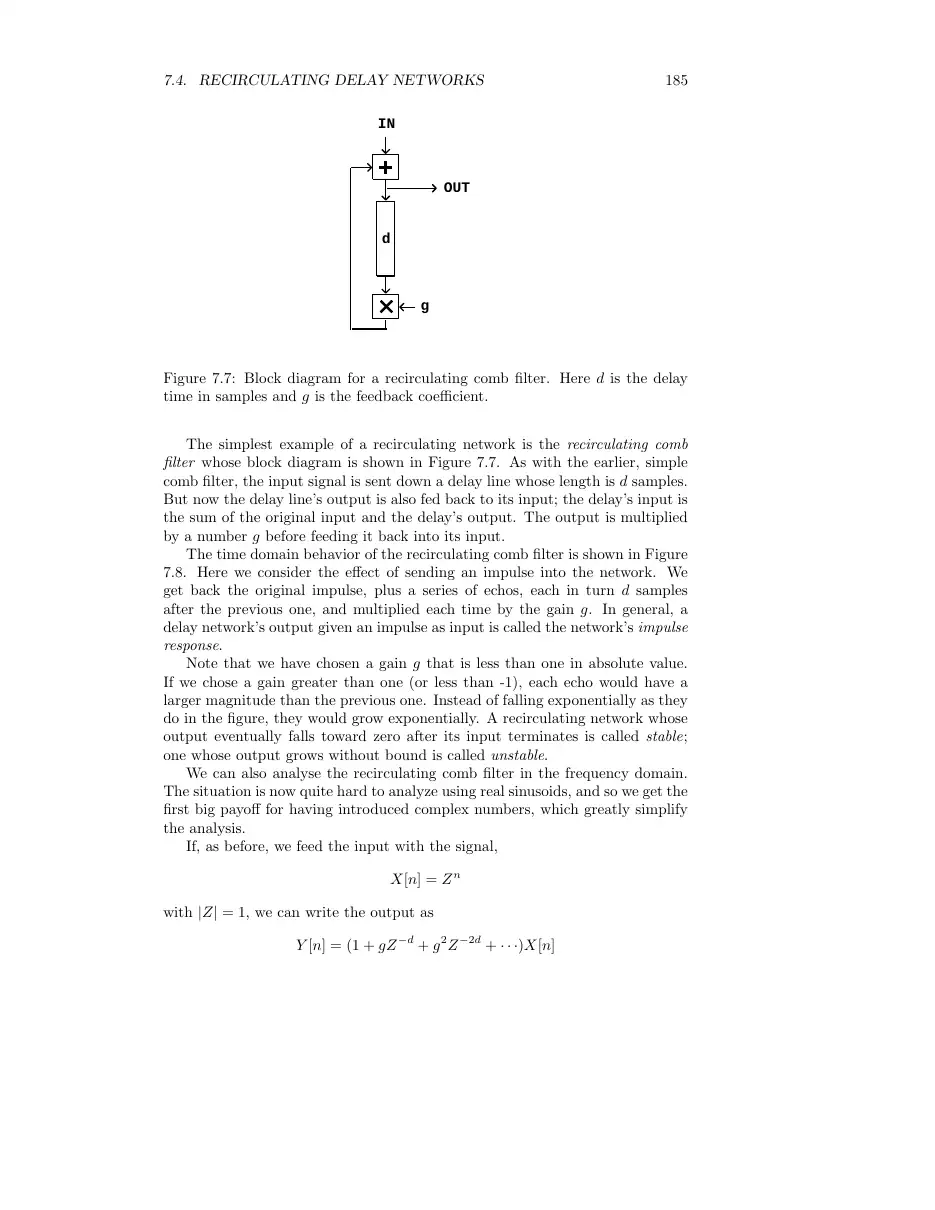 7.4. RECIRCULATING DELAY NETWORKS 185
IN
+
OUT
d
× g
Figure 7.7: Block diagram for a recirculating comb filter. Here d is the delay
time in samples and g is the feedback coefficient.
The simplest example of a recirculating network is the recirculating comb
filter whose block diagram is shown in Figure 7.7. As with the earlier, simple
comb filter, the input signal is sent down a delay line whose length is d samples.
But now the delay line's output is also fed back to its input; the delay's input is
the sum of the original input and the delay's output. The output is multiplied
by a number g before feeding it back into its input.
The time domain behavior of the recirculating comb filter is shown in Figure
7.8. Here we consider the effect of sending an impulse into the network. We
get back the original impulse, plus a series of echos, each in turn d samples
after the previous one, and multiplied each time by the gain g. In general, a
delay network's output given an impulse as input is called the network's impulse
response.
Note that we have chosen a gain g that is less than one in absolute value.
If we chose a gain greater than one (or less than -1), each echo would have a
larger magnitude than the previous one. Instead of falling exponentially as they
do in the figure, they would grow exponentially. A recirculating network whose
output eventually falls toward zero after its input terminates is called stable;
one whose output grows without bound is called unstable.
We can also analyse the recirculating comb filter in the frequency domain.
The situation is now quite hard to analyze using real sinusoids, and so we get the
first big payoff for having introduced complex numbers, which greatly simplify
the analysis.
If, as before, we feed the input with the signal,
X[n] = Zⁿ
with |Z| = 1, we can write the output as
Y[n] = (1 + gZ^{−d} + g²Z^{−2d} + ···)X[n]